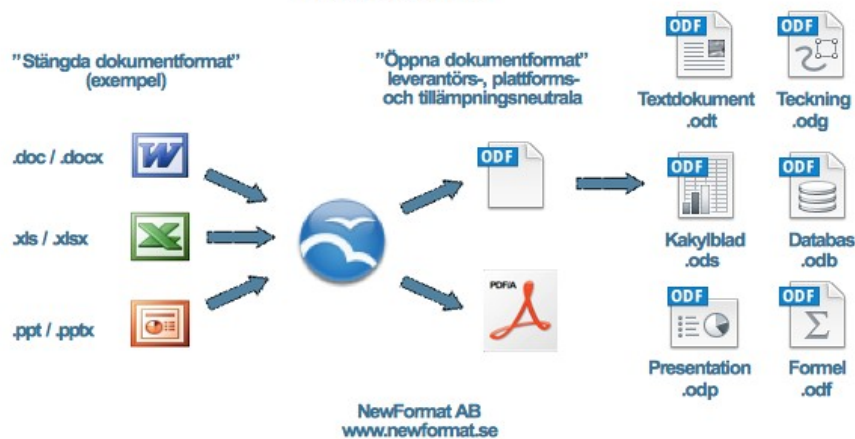 "Stängda dokumentformat"
(exempel)
.doc / .docx
W
.xls / .xlsx
X
.ppt / .pptx
"Öppna dokumentformat"
leverantörs-, plattforms-
och tillämpningsneutrala
ODF
PDF/A
ODF
Textdokument
.odt
ODF
Teckning
.odg
ODF
Kakylblad
.ods
ODF
Databas
.odb
ODF
Presentation
.odp
ODF
Σ
Formel
.odf
NewFormat AB
www.newformat.se